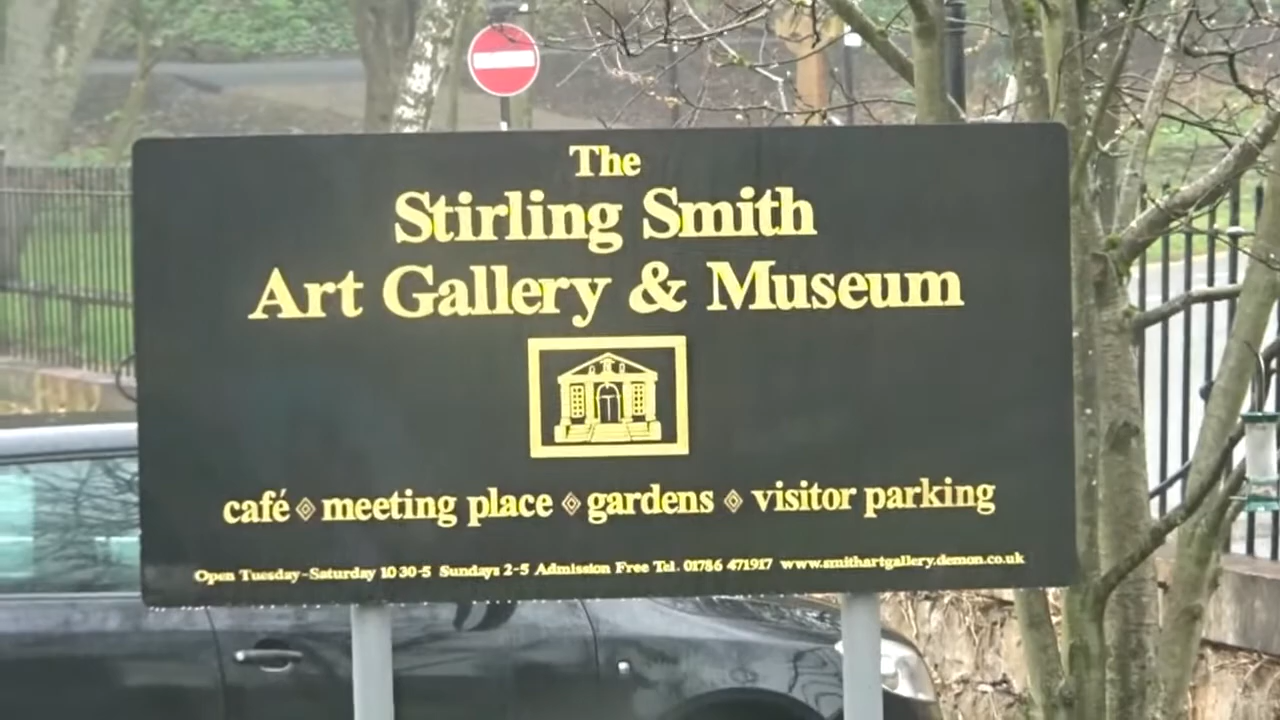 The
Stirling Smith
Art Gallery & Museum
café ◈ meeting place ◈ gardens ◈ visitor parking
Open Tuesday-Saturday 10 30-5 Sundays 2-5 Admission Free Tel. 01786 471917 www.smithartgallery.demon.co.uk